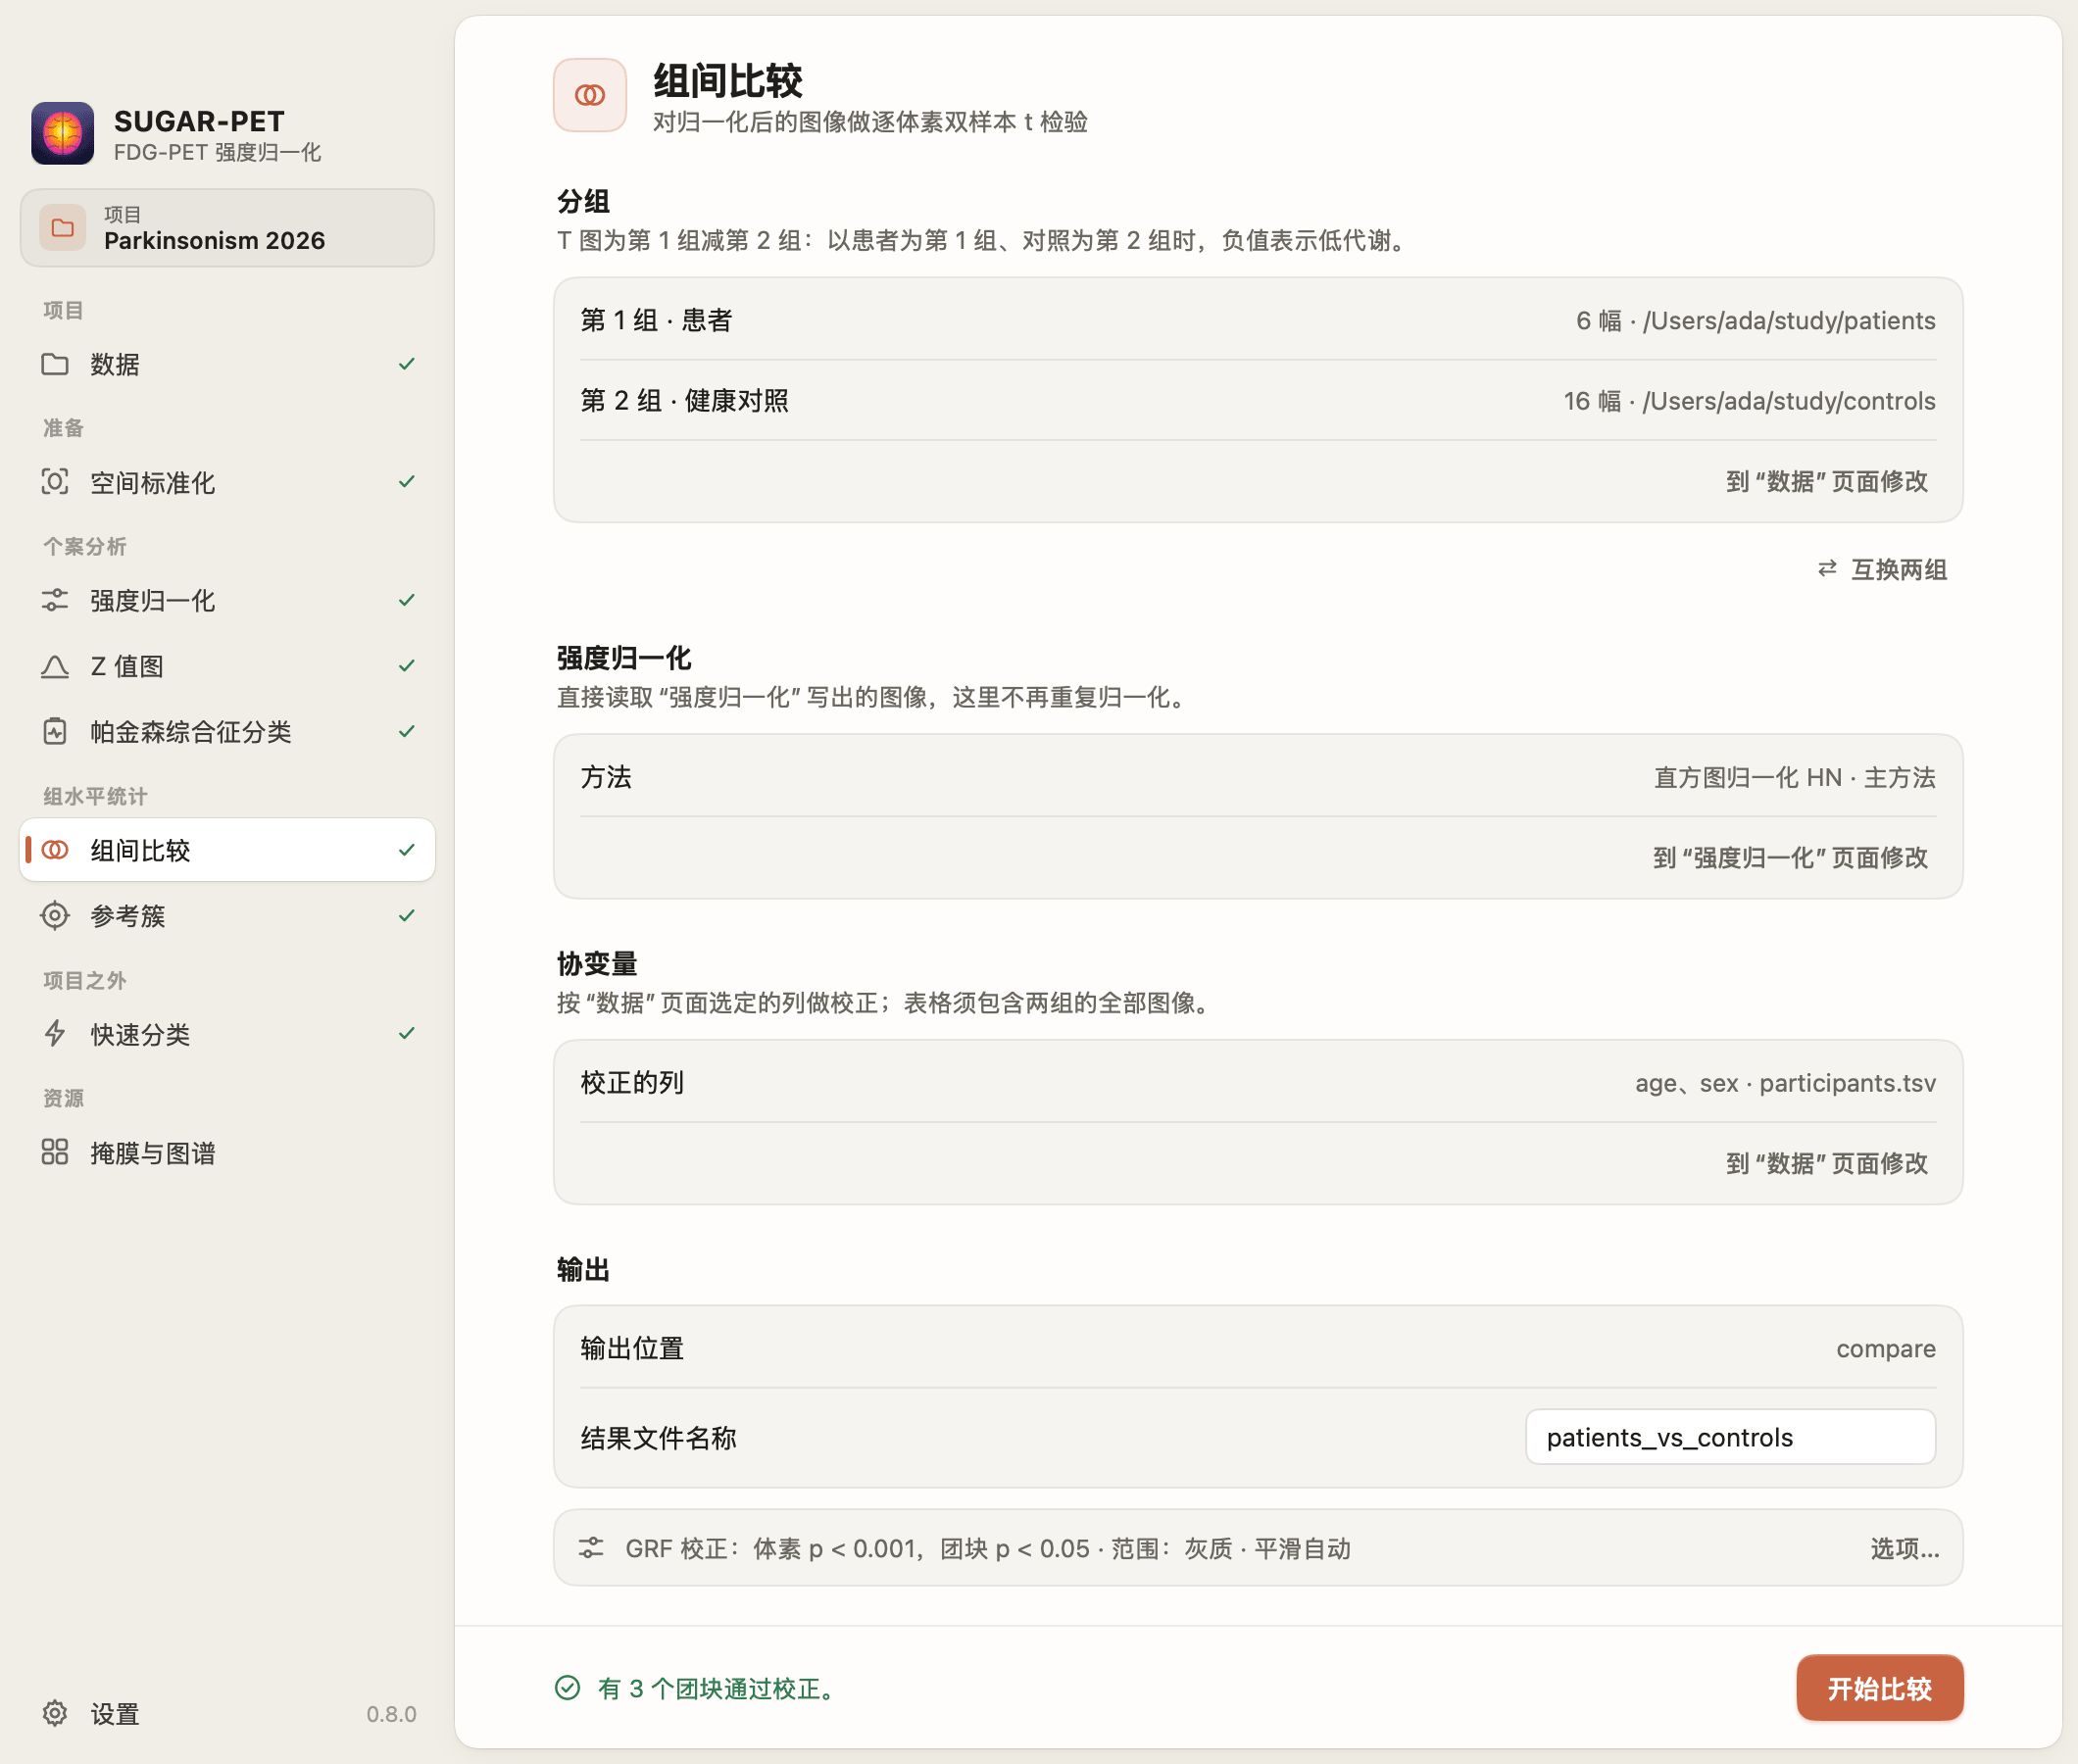 SUGAR-PET
FDG-PET 强度归一化
项目
Parkinsonism 2026
项目
数据
准备
空间标准化
个案分析
强度归一化
Z 值图
帕金森综合征分类
组水平统计
组间比较
参考簇
项目之外
快速分类
资源
掩膜与图谱
设置
0.8.0
组间比较
对归一化后的图像做逐体素双样本 t 检验
分组
T 图为第 1 组减第 2 组：以患者为第 1 组、对照为第 2 组时，负值表示低代谢。
第 1 组 · 患者
6 幅 · /Users/ada/study/patients
第 2 组 · 健康对照
16 幅 · /Users/ada/study/controls
到 “数据” 页面修改
互换两组
强度归一化
直接读取 “强度归一化” 写出的图像，这里不再重复归一化。
方法
直方图归一化 HN · 主方法
到 “强度归一化” 页面修改
协变量
按 “数据” 页面选定的列做校正；表格须包含两组的全部图像。
校正的列
age、sex · participants.tsv
到 “数据” 页面修改
输出
输出位置
compare
结果文件名称
patients_vs_controls
GRF 校正：体素 p < 0.001，团块 p < 0.05 · 范围：灰质 · 平滑自动
选项...
有 3 个团块通过校正。
开始比较